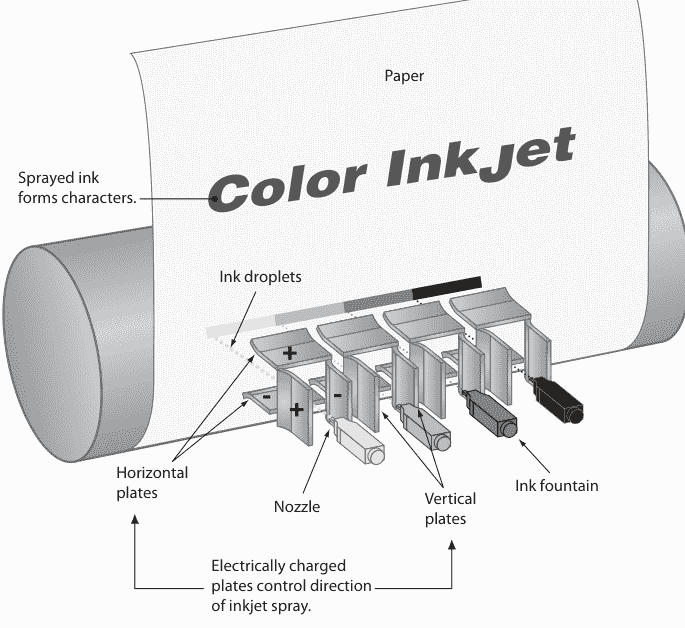 Paper
Color Inkjet
Sprayed ink
forms characters.
Ink droplets
+
-
+
-
Horizontal
plates
Nozzle
Vertical
plates
Ink fountain
Electrically charged
plates control direction
of inkjet spray.